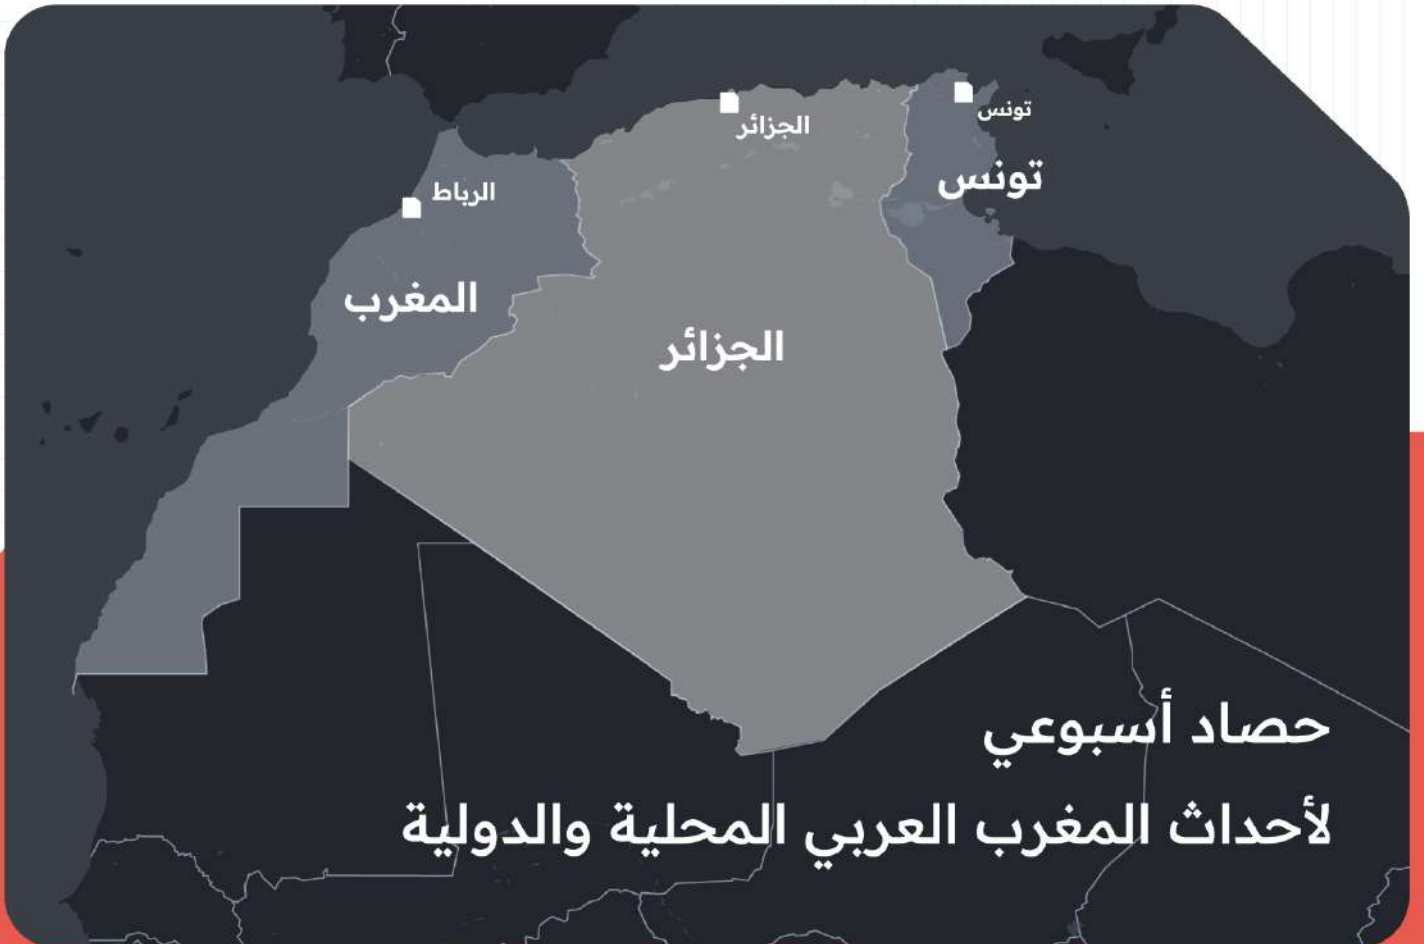 تونس
الجزائر
تونس
الرباط
المغرب
الجزائر
حصاد أسبوعي
لأحداث المغرب العربي المحلية والدولية